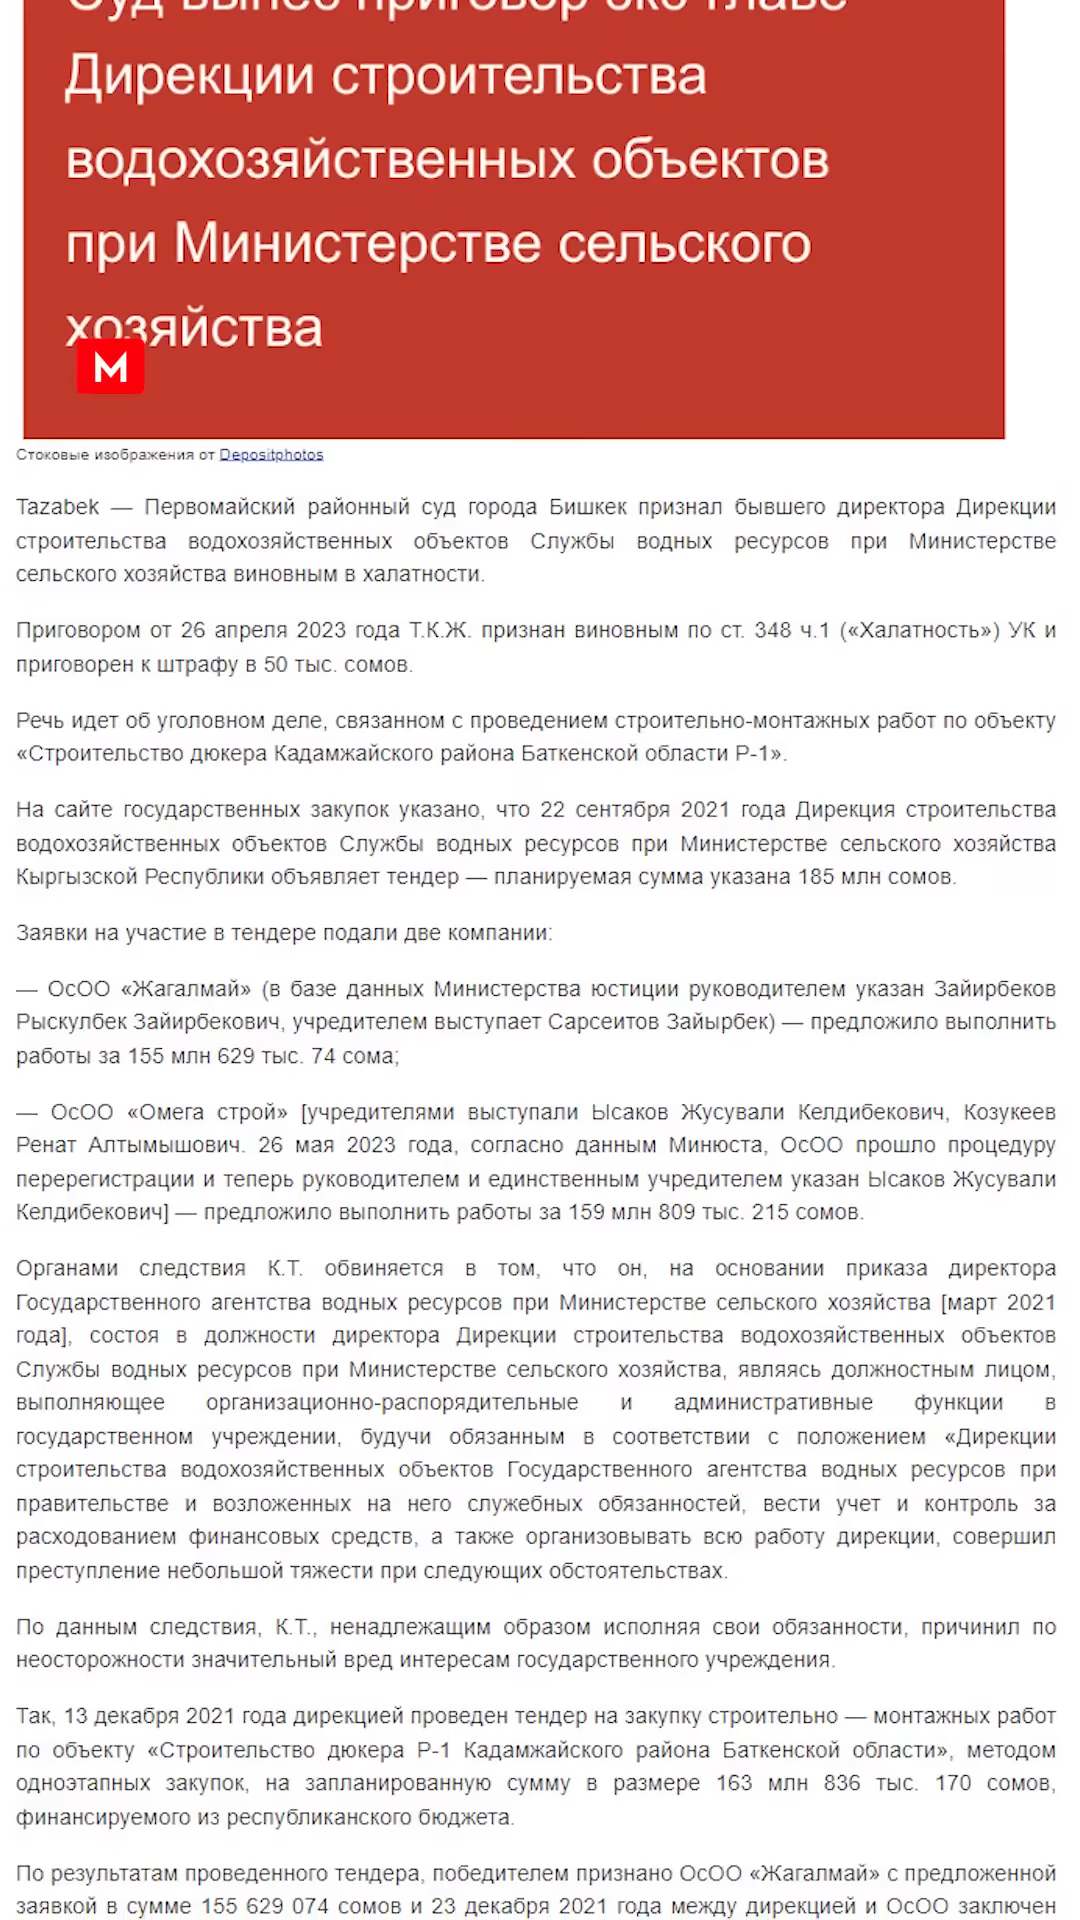 Суд вынес приговор экс-главе
Дирекции строительства
водохозяйственных объектов
при Министерстве сельского
хозяйства
M
Стоковые изображения от Depositphotos
Tazabek — Первомайский районный суд города Бишкек признал бывшего директора Дирекции
строительства водохозяйственных объектов Службы водных ресурсов при Министерстве
сельского хозяйства виновным в халатности.
Приговором от 26 апреля 2023 года Т.К.Ж. признан виновным по ст. 348 ч.1 («Халатность») УК и
приговорен к штрафу в 50 тыс. сомов.
Речь идет об уголовном деле, связанном с проведением строительно-монтажных работ по объекту
«Строительство дюкера Кадамжайского района Баткенской области Р-1».
На сайте государственных закупок указано, что 22 сентября 2021 года Дирекция строительства
водохозяйственных объектов Службы водных ресурсов при Министерстве сельского хозяйства
Кыргызской Республики объявляет тендер — планируемая сумма указана 185 млн сомов.
Заявки на участие в тендере подали две компании:
— ОсОО «Жагалмай» (в базе данных Министерства юстиции руководителем указан Зайирбеков
Рыскулбек Зайирбекович, учредителем выступает Сарсеитов Зайырбек) — предложило выполнить
работы за 155 млн 629 тыс. 74 сома;
— ОсОО «Омега строй» [учредителями выступали Ысаков Жусували Келдибекович, Козукеев
Ренат Алтымышович. 26 мая 2023 года, согласно данным Минюста, ОсОО прошло процедуру
перерегистрации и теперь руководителем и единственным учредителем указан Ысаков Жусували
Келдибекович] — предложило выполнить работы за 159 млн 809 тыс. 215 сомов.
Органами следствия К.Т. обвиняется в том, что он, на основании приказа директора
Государственного агентства водных ресурсов при Министерстве сельского хозяйства [март 2021
года], состоя в должности директора Дирекции строительства водохозяйственных объектов
Службы водных ресурсов при Министерстве сельского хозяйства, являясь должностным лицом,
выполняющее организационно-распорядительные и административные функции в
государственном учреждении, будучи обязанным в соответствии с положением «Дирекции
строительства водохозяйственных объектов Государственного агентства водных ресурсов при
правительстве и возложенных на него служебных обязанностей, вести учет и контроль за
расходованием финансовых средств, а также организовывать всю работу дирекции, совершил
преступление небольшой тяжести при следующих обстоятельствах.
По данным следствия, К.Т., ненадлежащим образом исполняя свои обязанности, причинил по
неосторожности значительный вред интересам государственного учреждения.
Так, 13 декабря 2021 года дирекцией проведен тендер на закупку строительно — монтажных работ
по объекту «Строительство дюкера Р-1 Кадамжайского района Баткенской области», методом
одноэтапных закупок, на запланированную сумму в размере 163 млн 836 тыс. 170 сомов,
финансируемого из республиканского бюджета.
По результатам проведенного тендера, победителем признано ОсОО «Жагалмай» с предложенной
заявкой в сумме 155 629 074 сомов и 23 декабря 2021 года между дирекцией и ОсОО заключен